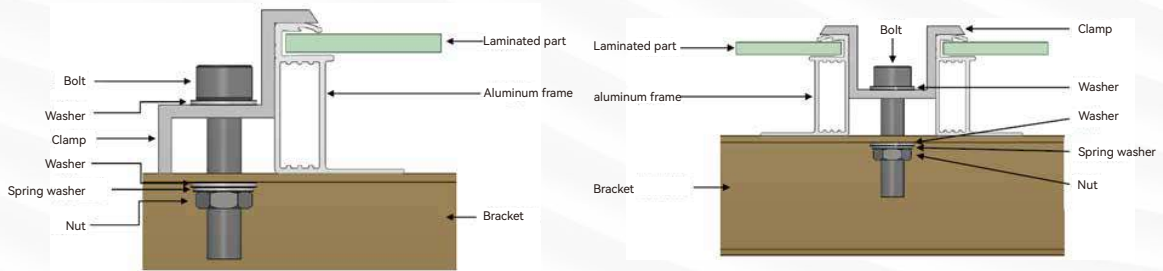 Laminated part
Bolt
Aluminum frame
Washer
Clamp
Washer
Spring washer
Nut
Bracket
Bolt
Clamp
Laminated part
Washer
aluminum frame
Washer
Spring washer
Nut
Bracket